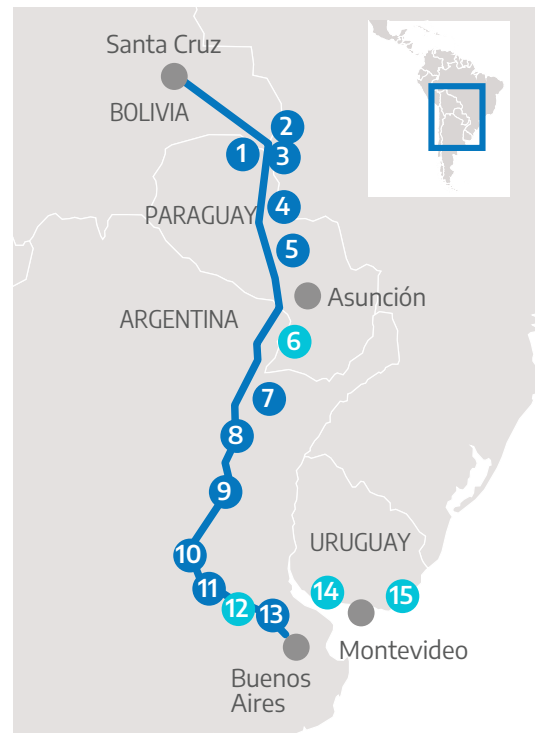 Santa Cruz
BOLIVIA
2
1
3
4
PARAGUAY
5
Asunción
ARGENTINA
6
7
8
9
URUGUAY
10
11
14
15
12
13
Montevideo
Buenos
Aires